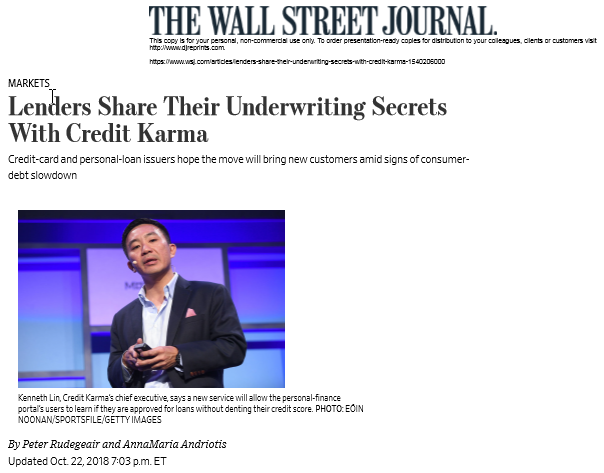 THE WALL STREET JOURNAL.
This copy is for your personal, non-commercial use only. To order presentation-ready copies for distribution to your colleagues, clients or customers visit
http://www.djreprints.com.
https://www.wsj.com/articles/lenders-share-their-underwriting-secrets-with-credit-karma-1540206000
MARKETS
Lenders Share Their Underwriting Secrets
With Credit Karma
Credit-card and personal-loan issuers hope the move will bring new customers amid signs of consumer-
debt slowdown
Kenneth Lin, Credit Karma's chief executive, says a new service will allow the personal-finance
portal's users to learn if they are approved for loans without denting their credit score. PHOTO: EÓIN
NOONAN/SPORTSFILE/GETTY IMAGES
By Peter Rudegeair and AnnaMaria Andriotis
Updated Oct. 22, 2018 7:03 p.m. ET